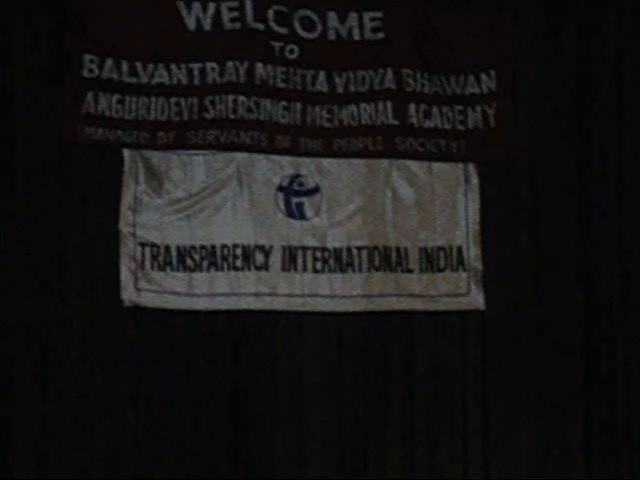 WELCOME
TO
BALVANTRAY MEHTA VIDYA BHAWAN
ANGURIDEVI SHERSINGH MEMORIAL ACADEMY
(MANAGED BY SERVANTS OF THE PEOPLE SOCIETY)
TRANSPARENCY INTERNATIONAL INDIA